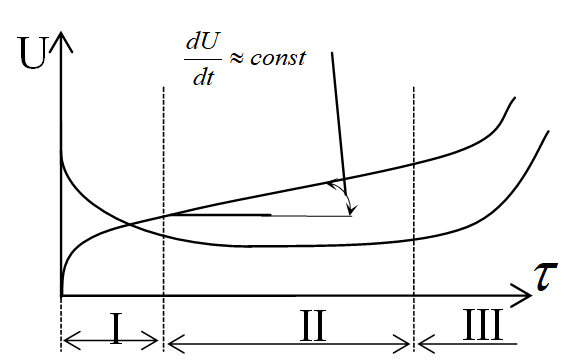 U
dU/dt ≈ const
τ
I
II
III